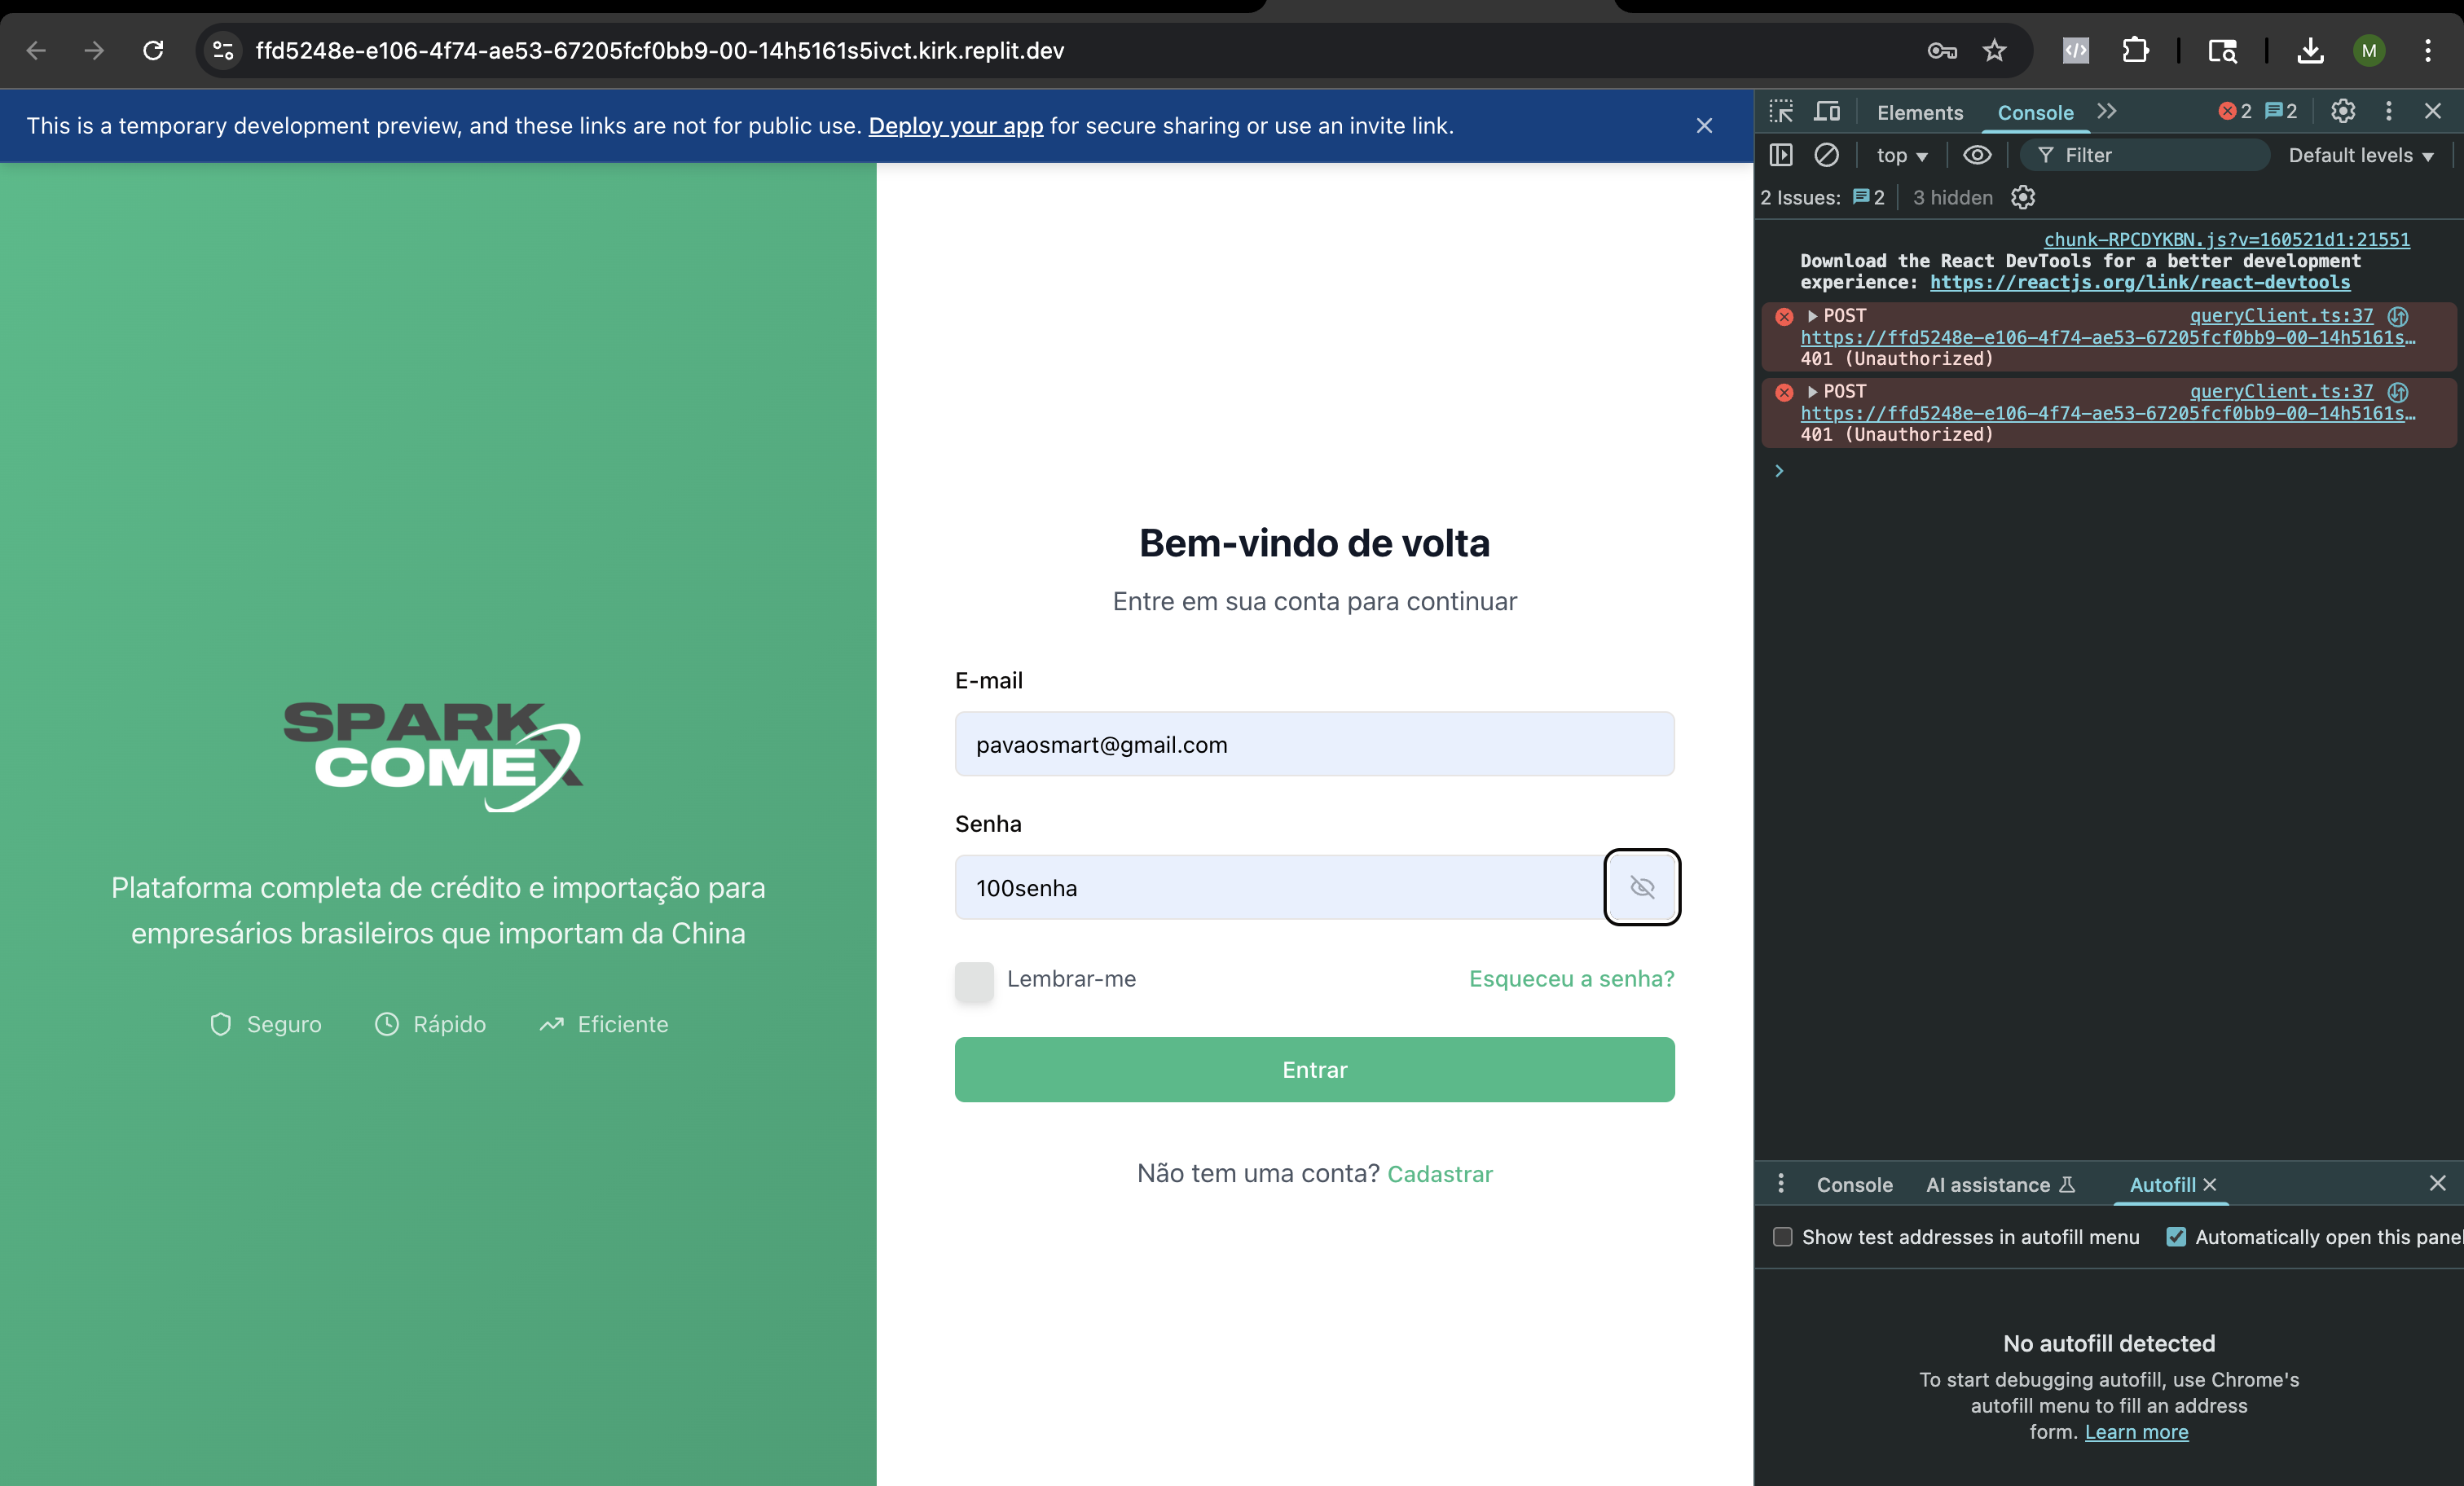 ffd5248e-e106-4f74-ae53-67205fcf0bb9-00-14h5161s5ivct.kirk.replit.dev
M
This is a temporary development preview, and these links are not for public use. Deploy your app for secure sharing or use an invite link.
SPARK
COMEX
Plataforma completa de crédito e importação para
empresários brasileiros que importam da China
Seguro Rápido Eficiente
Bem-vindo de volta
Entre em sua conta para continuar
E-mail
pavaosmart@gmail.com
Senha
100senha
Lembrar-me Esqueceu a senha?
Entrar
Não tem uma conta? Cadastrar
Elements Console 2 2
top Filter Default levels
2 Issues: 2 3 hidden
chunk-RPCDYKBN.js?v=160521d1:21551
Download the React DevTools for a better development
experience: https://reactjs.org/link/react-devtools
POST queryClient.ts:37
https://ffd5248e-e106-4f74-ae53-67205fcf0bb9-00-14h5161s…
401 (Unauthorized)
POST queryClient.ts:37
https://ffd5248e-e106-4f74-ae53-67205fcf0bb9-00-14h5161s…
401 (Unauthorized)
Console AI assistance Autofill
Show test addresses in autofill menu Automatically open this panel
No autofill detected
To start debugging autofill, use Chrome's
autofill menu to fill an address
form. Learn more